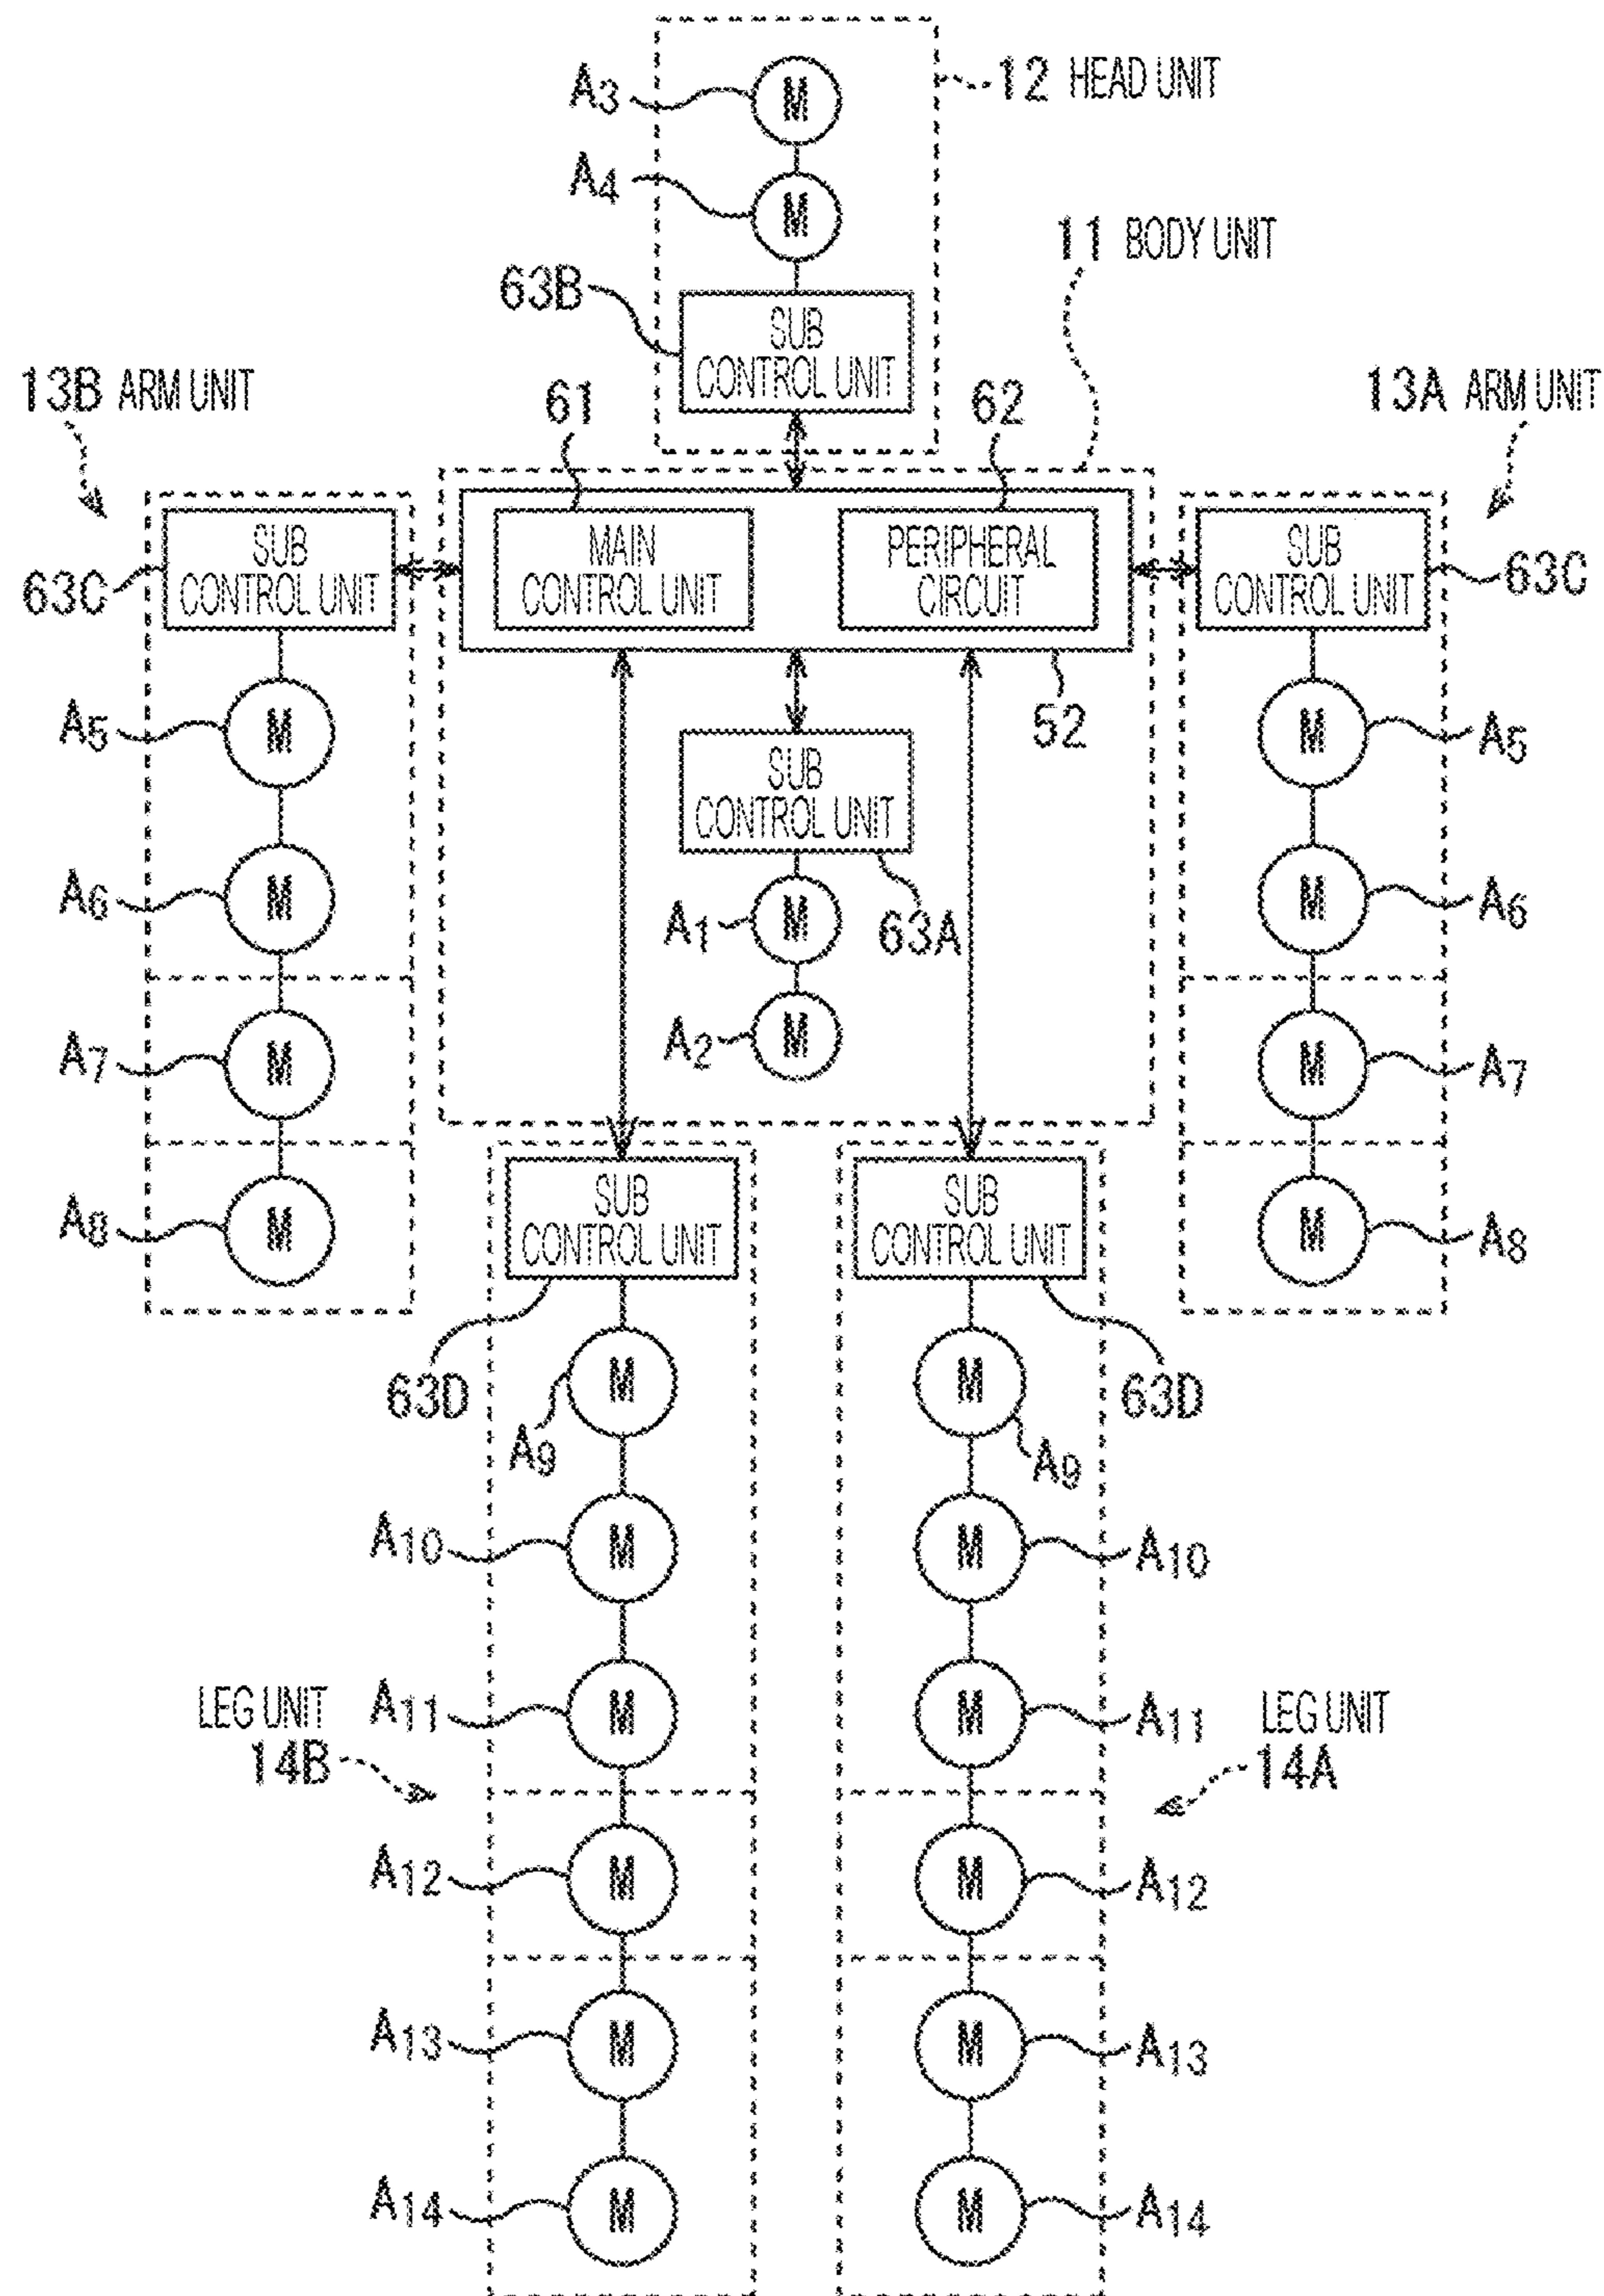 A3 M 12 HEAD UNIT
A4 M
11 BODY UNIT
63B SUB
CONTROL UNIT
13B ARM UNIT 61 62 13A ARM UNIT
SUB
CONTROL UNIT
MAIN
CONTROL UNIT
PERIPHERAL
CIRCUIT
SUB
CONTROL UNIT
63C 63C
52
A5 M M A5
SUB
CONTROL UNIT
A6 M A1 M 63A M A6
A7 M A2 M M A7
A8 M M A8
SUB
CONTROL UNIT
SUB
CONTROL UNIT
63D M M 63D
A9 A9
A10 M M A10
A11 M M A11
LEG UNIT
14B
LEG UNIT
14A
A12 M M A12
A13 M M A13
A14 M M A14